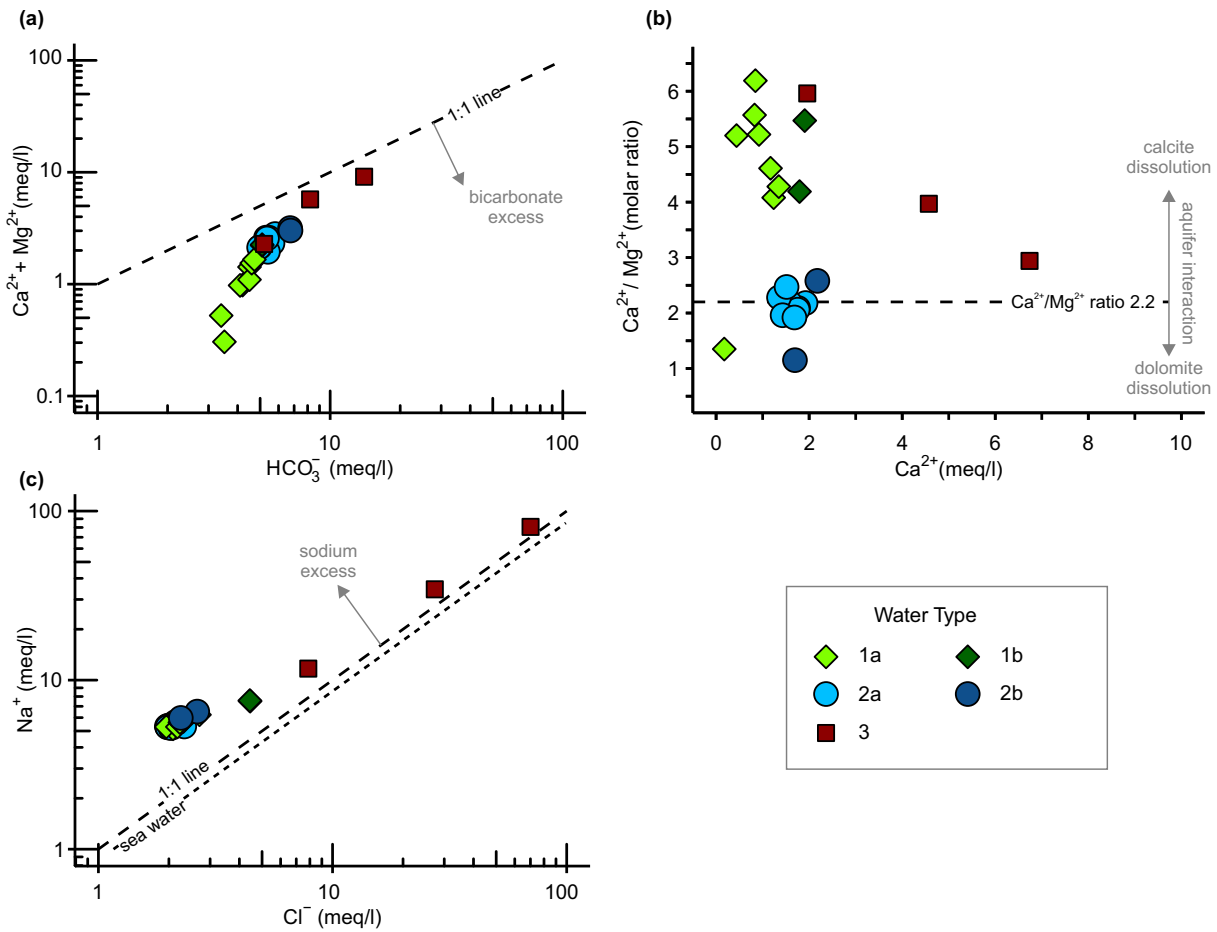 (a)
100
10
1
0.1
Ca²⁺+ Mg²⁺(meq/l)
1:1 line
bicarbonate
excess
1
10
100
HCO₃⁻ (meq/l)
(b)
6
5
4
3
2
1
Ca²⁺/ Mg²⁺(molar ratio)
calcite
dissolution
aquifer interaction
Ca²⁺/Mg²⁺ ratio 2.2
dolomite
dissolution
0
2
4
6
8
10
Ca²⁺(meq/l)
(c)
100
10
1
Na⁺(meq/l)
sodium
excess
1:1 line
sea water
1
10
100
Cl⁻ (meq/l)
Water Type
1a
1b
2a
2b
3